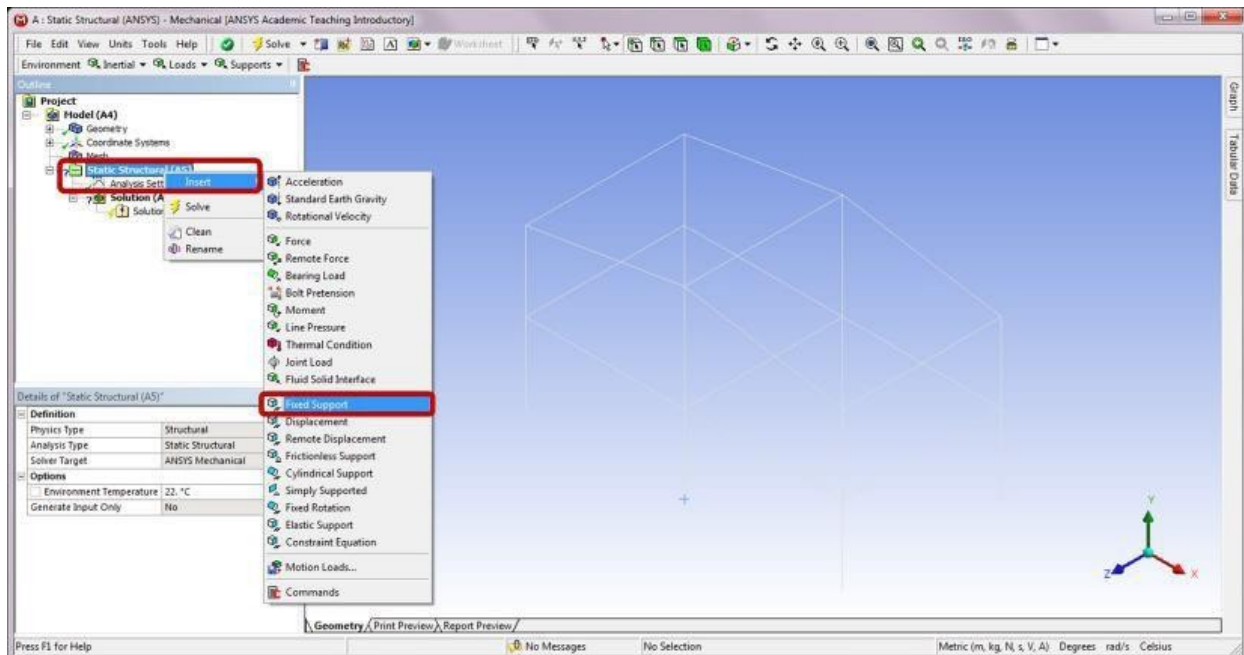 A : Static Structural (ANSYS) - Mechanical [ANSYS Academic Teaching Introductory]
File Edit View Units Tools Help Solve Worksheet
Environment Inertial Loads Supports
Outline
Project
Model (A4)
Geometry
Coordinate Systems
Mesh
Static Structural (A5)
Analysis Sett
Solution (A
Solution
Insert
Solve
Clean
Rename
Acceleration
Standard Earth Gravity
Rotational Velocity
Force
Remote Force
Bearing Load
Bolt Pretension
Moment
Line Pressure
Thermal Condition
Joint Load
Fluid Solid Interface
Fixed Support
Displacement
Remote Displacement
Frictionless Support
Cylindrical Support
Simply Supported
Fixed Rotation
Elastic Support
Constraint Equation
Motion Loads...
Commands
Details of "Static Structural (A5)"
Definition
Physics Type Structural
Analysis Type Static Structural
Solver Target ANSYS Mechanical
Options
Environment Temperature 22. °C
Generate Input Only No
Graph
Tabular Data
Y
Z X
Geometry Print Preview Report Preview
Press F1 for Help No Messages No Selection Metric (m, kg, N, s, V, A) Degrees rad/s Celsius